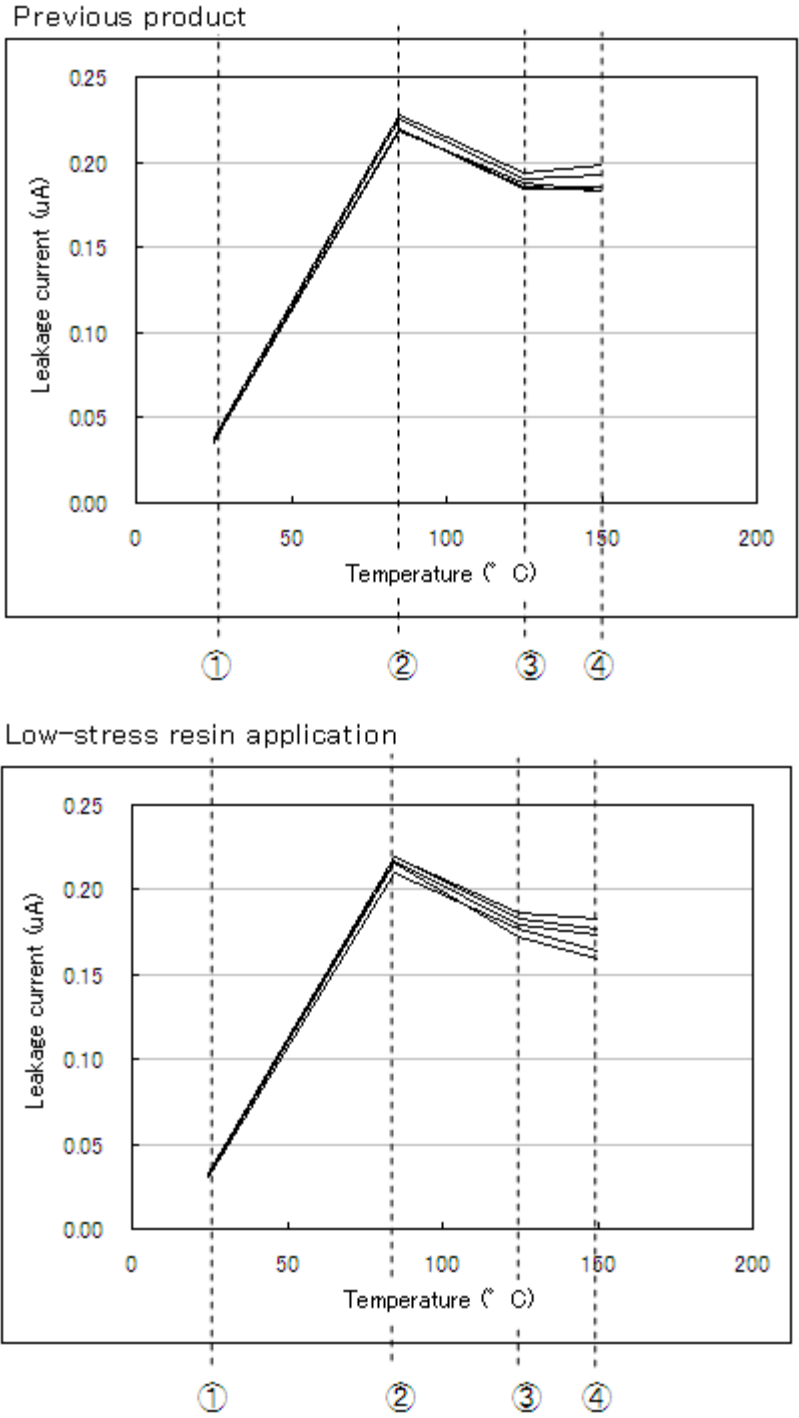 Previous product
0.25
0.20
0.15
0.10
0.05
0.00
Leakage current (uA)
0 50 100 150 200
Temperature (° C)
① ② ③ ④
Low-stress resin application
0.25
0.20
0.15
0.10
0.05
0.00
Leakage current (uA)
0 50 100 150 200
Temperature (° C)
① ② ③ ④